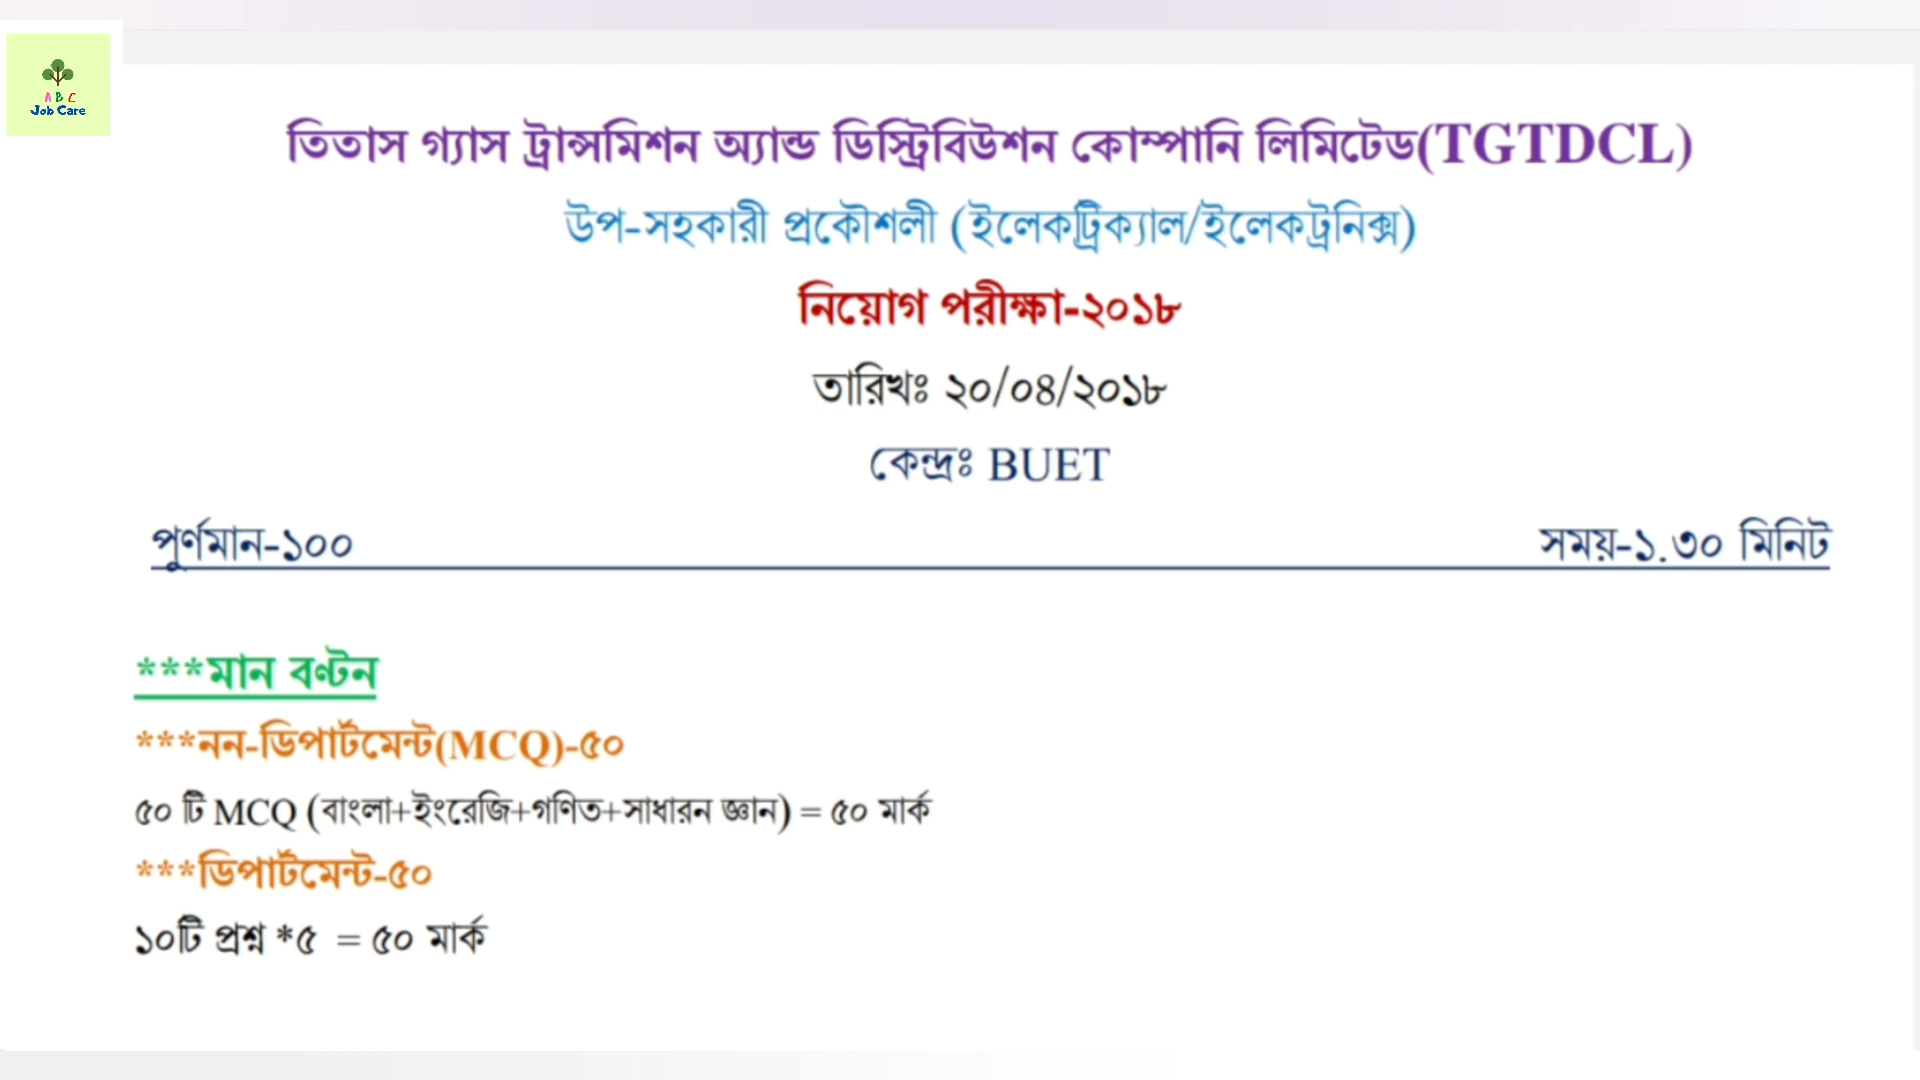 A B C
Job Care
তিতাস গ্যাস ট্রান্সমিশন অ্যান্ড ডিস্ট্রিবিউশন কোম্পানি লিমিটেড(TGTDCL)
উপ-সহকারী প্রকৌশলী (ইলেকট্রিক্যাল/ইলেকট্রনিক্স)
নিয়োগ পরীক্ষা-২০১৮
তারিখঃ ২০/০৪/২০১৮
কেন্দ্রঃ BUET
পুর্ণমান-১০০ সময়-১.৩০ মিনিট
***মান বণ্টন
***নন-ডিপার্টমেন্ট(MCQ)-৫০
৫০ টি MCQ (বাংলা+ইংরেজি+গণিত+সাধারন জ্ঞান) = ৫০ মার্ক
***ডিপার্টমেন্ট-৫০
১০টি প্রশ্ন *৫ = ৫০ মার্ক